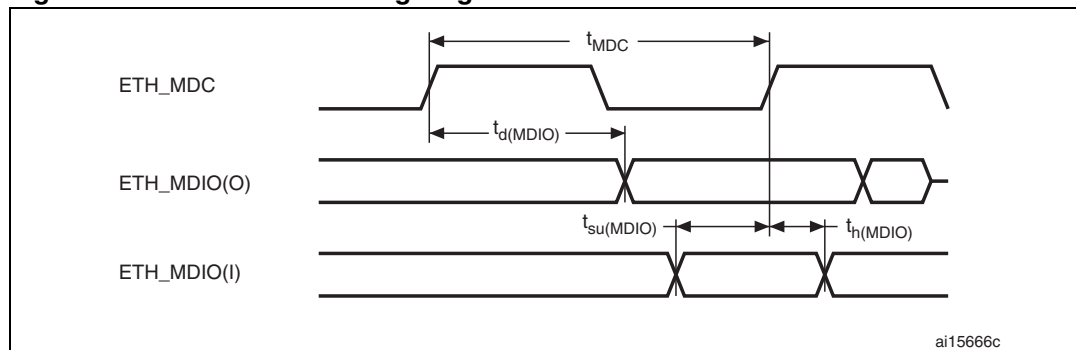 t_MDC
ETH_MDC
t_d(MDIO)
ETH_MDIO(O)
t_su(MDIO)
t_h(MDIO)
ETH_MDIO(I)
ai15666c